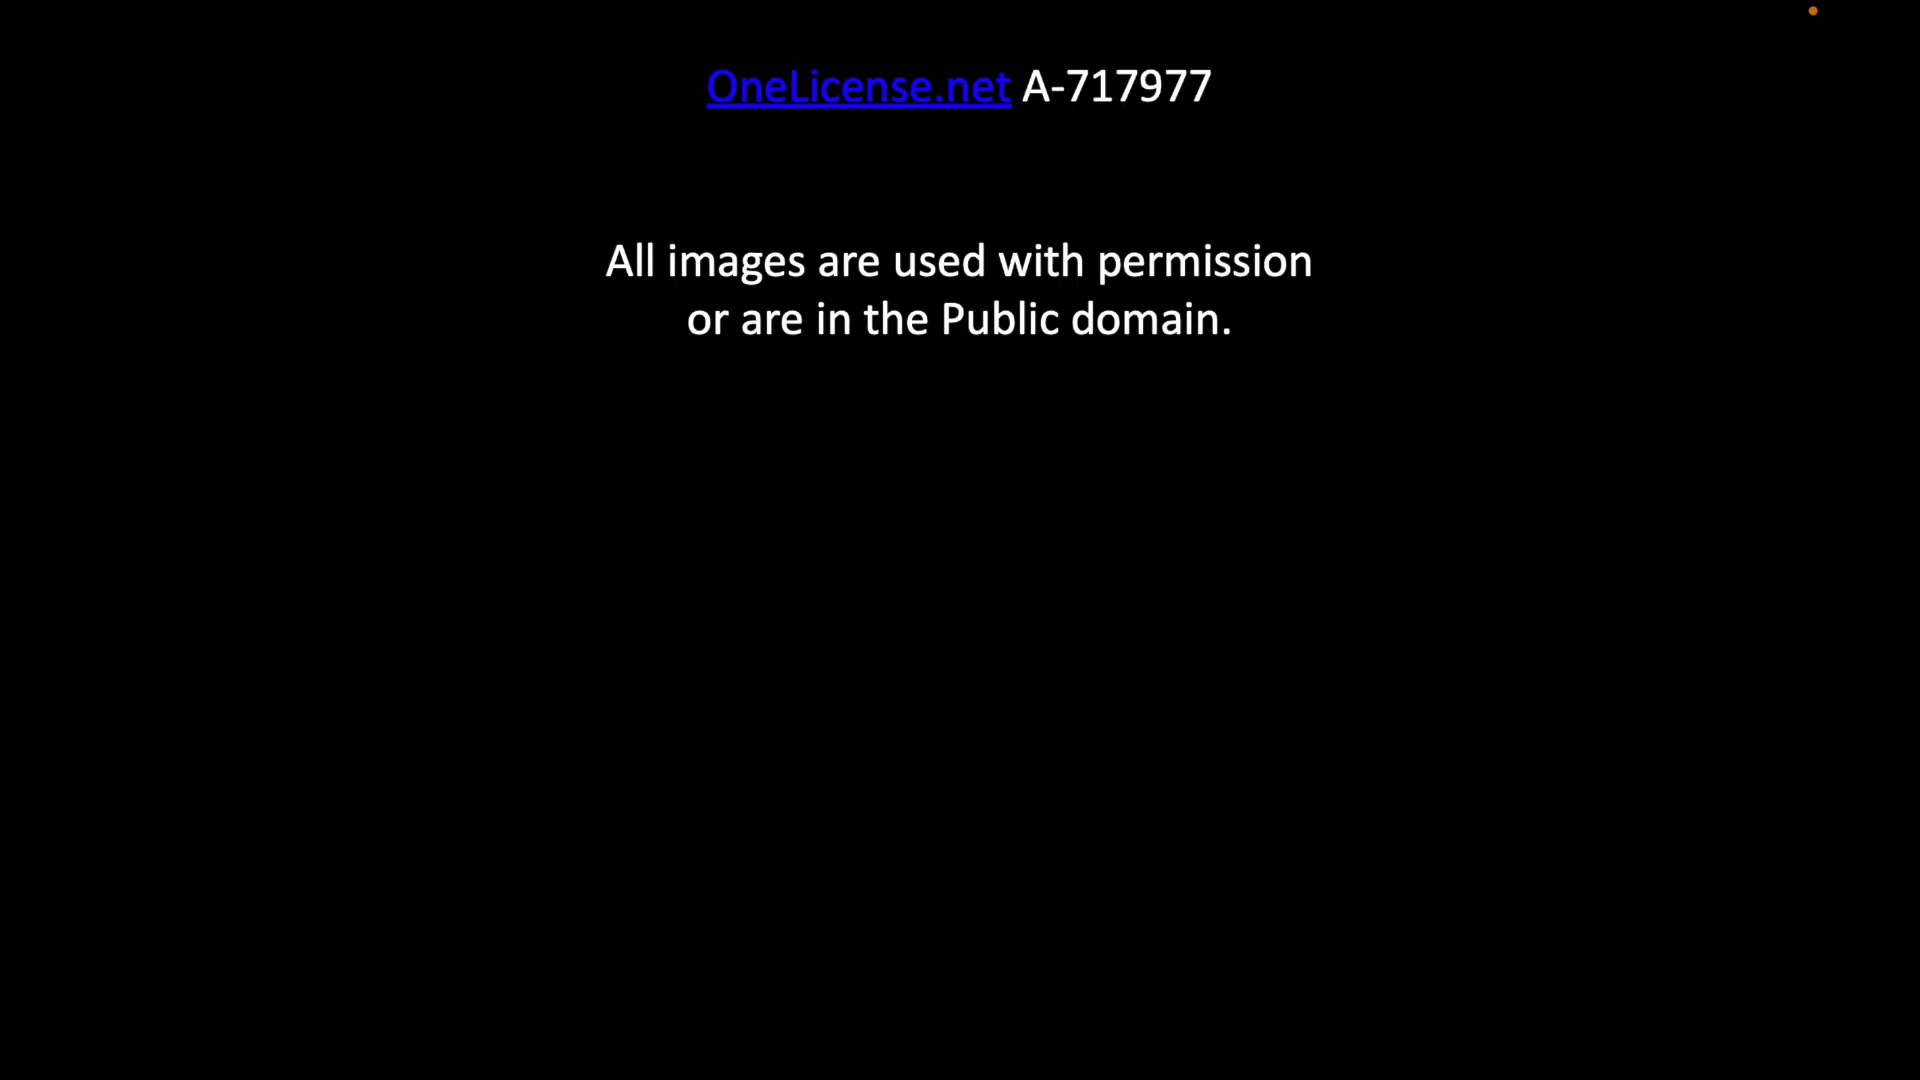 OneLicense.net A-717977
All images are used with permission
or are in the Public domain.